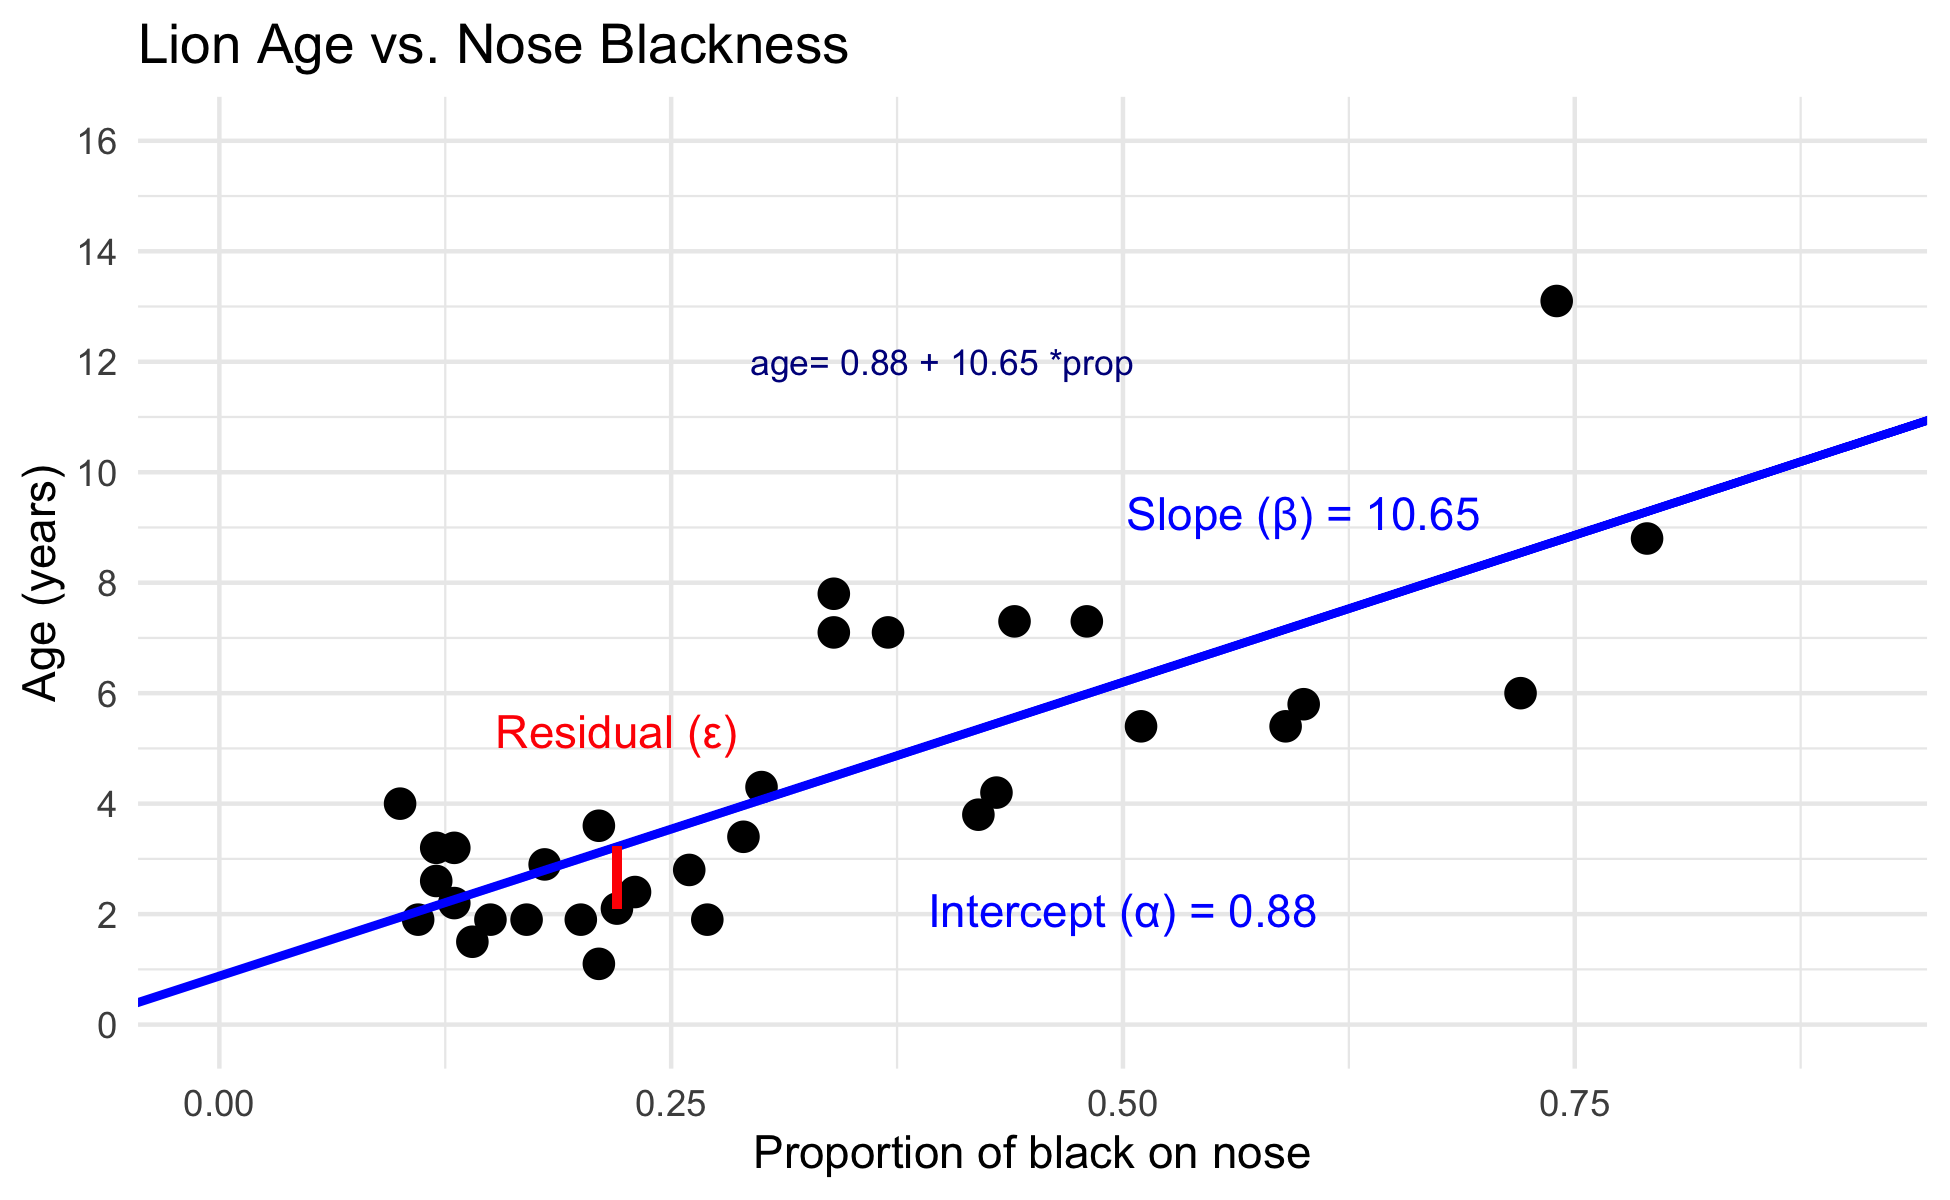 Lion Age vs. Nose Blackness
16
14
12
10
8
6
4
2
0
Age (years)
age= 0.88 + 10.65 *prop
Slope (β) = 10.65
Residual (ε)
Intercept (α) = 0.88
0.00
0.25
0.50
0.75
Proportion of black on nose